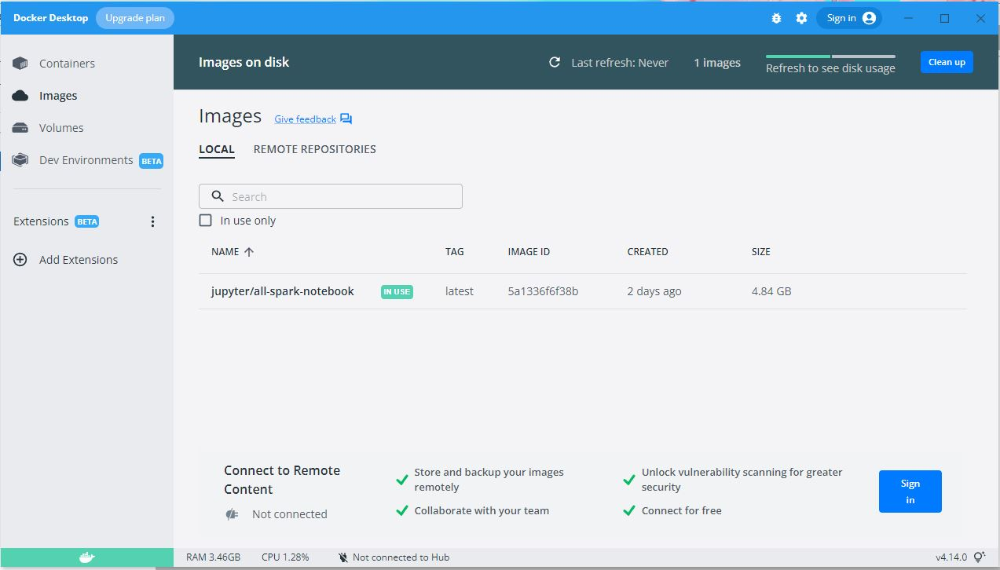 Docker Desktop Upgrade plan Sign in
Containers
Images
Volumes
Dev Environments BETA
Extensions BETA
Add Extensions
Images on disk Last refresh: Never 1 images Refresh to see disk usage Clean up
Images Give feedback
LOCAL REMOTE REPOSITORIES
Search
In use only
NAME TAG IMAGE ID CREATED SIZE
jupyter/all-spark-notebook IN USE latest 5a1336f6f38b 2 days ago 4.84 GB
Connect to Remote
Content
Not connected
Store and backup your images
remotely
Collaborate with your team
Unlock vulnerability scanning for greater
security
Connect for free
Sign
in
RAM 3.46GB CPU 1.28% Not connected to Hub v4.14.0